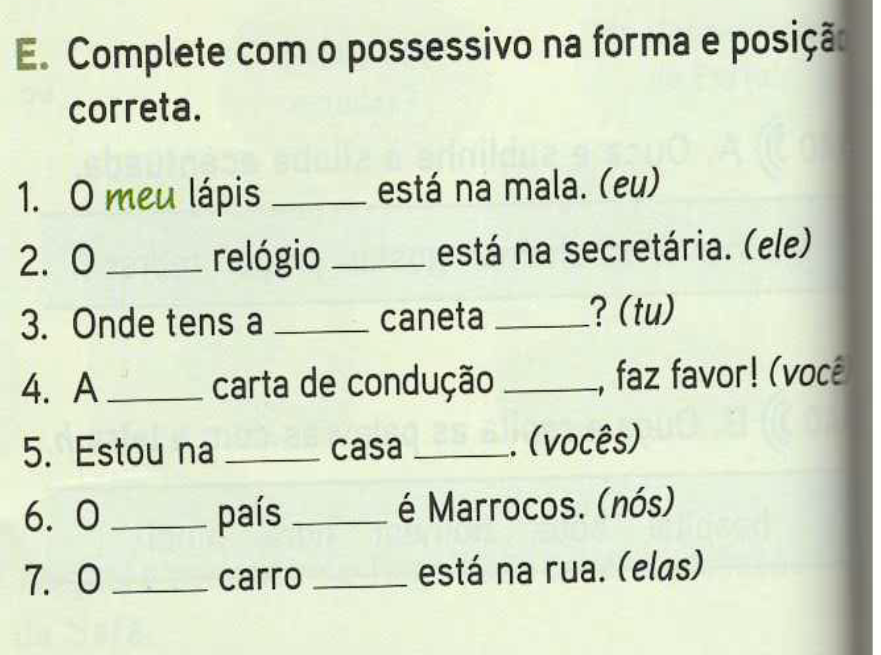 E. Complete com o possessivo na forma e posição
correta.
1. O meu lápis ______ está na mala. (eu)
2. O ______ relógio ______ está na secretária. (ele)
3. Onde tens a ______ caneta ______? (tu)
4. A ______ carta de condução ______, faz favor! (você
5. Estou na ______ casa ______. (vocês)
6. O ______ país ______ é Marrocos. (nós)
7. O ______ carro ______ está na rua. (elas)